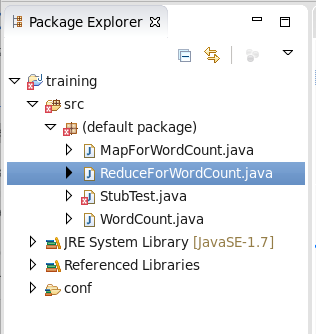 Package Explorer
training
src
(default package)
MapForWordCount.java
ReduceForWordCount.java
StubTest.java
WordCount.java
JRE System Library [JavaSE-1.7]
Referenced Libraries
conf